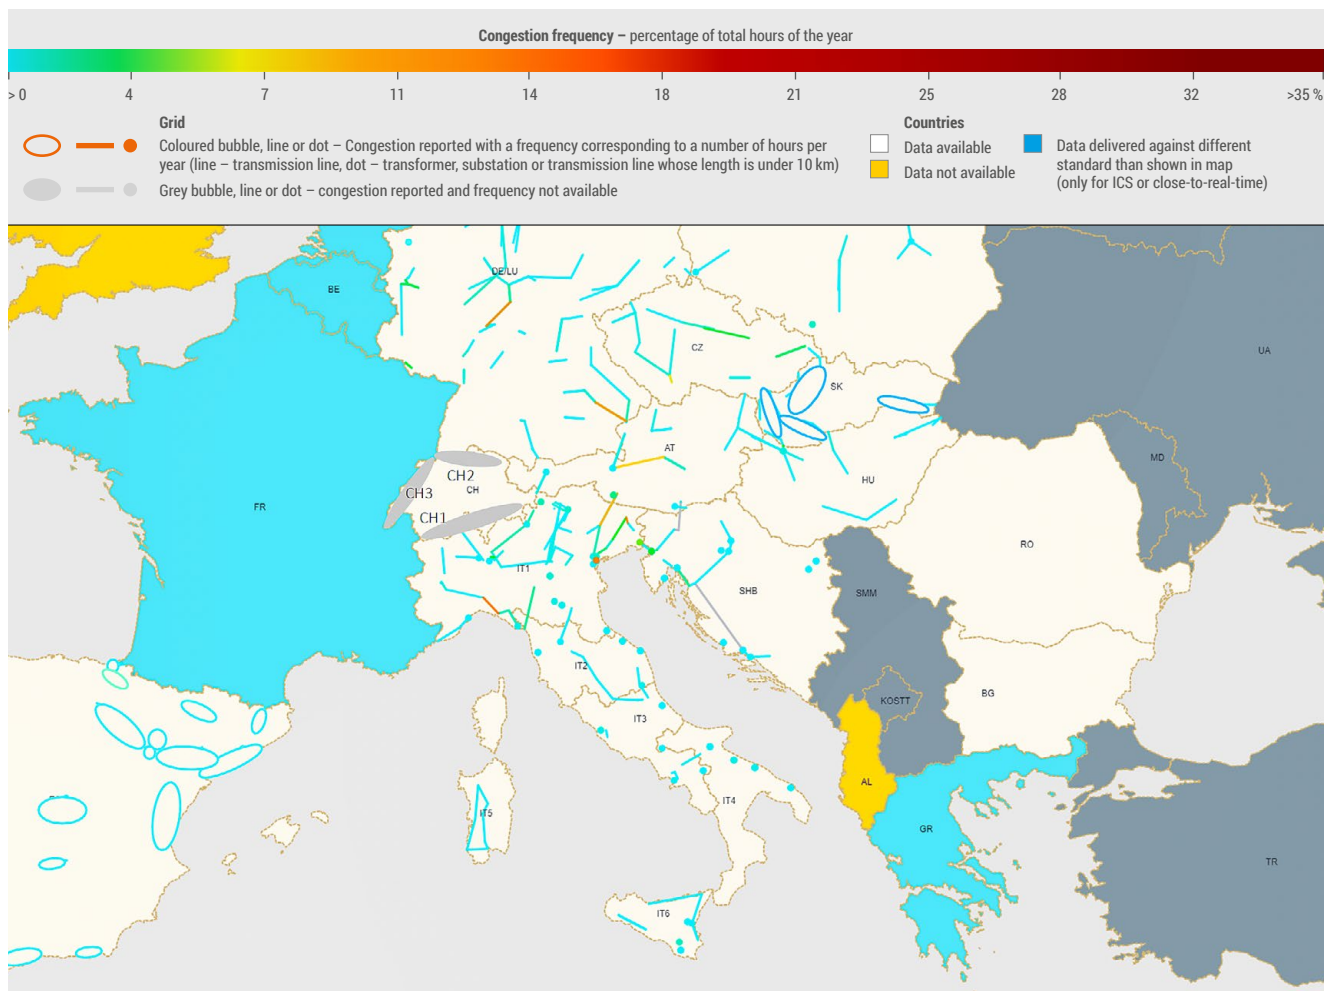 Congestion frequency – percentage of total hours of the year
> 0 4 7 11 14 18 21 25 28 32 >35 %
Grid
Coloured bubble, line or dot – Congestion reported with a frequency corresponding to a number of hours per
year (line – transmission line, dot – transformer, substation or transmission line whose length is under 10 km)
Grey bubble, line or dot – congestion reported and frequency not available
Countries
Data available
Data not available
Data delivered against different
standard than shown in map
(only for ICS or close-to-real-time)
DE/LU
BE
CZ
UA
SK
AT
MD
CH2
CH
CH3
CH1
HU
FR
RO
IT1
SHB
SMM
IT2
KOSTT
BG
IT3
AL
IT4
IT5
GR
TR
IT6